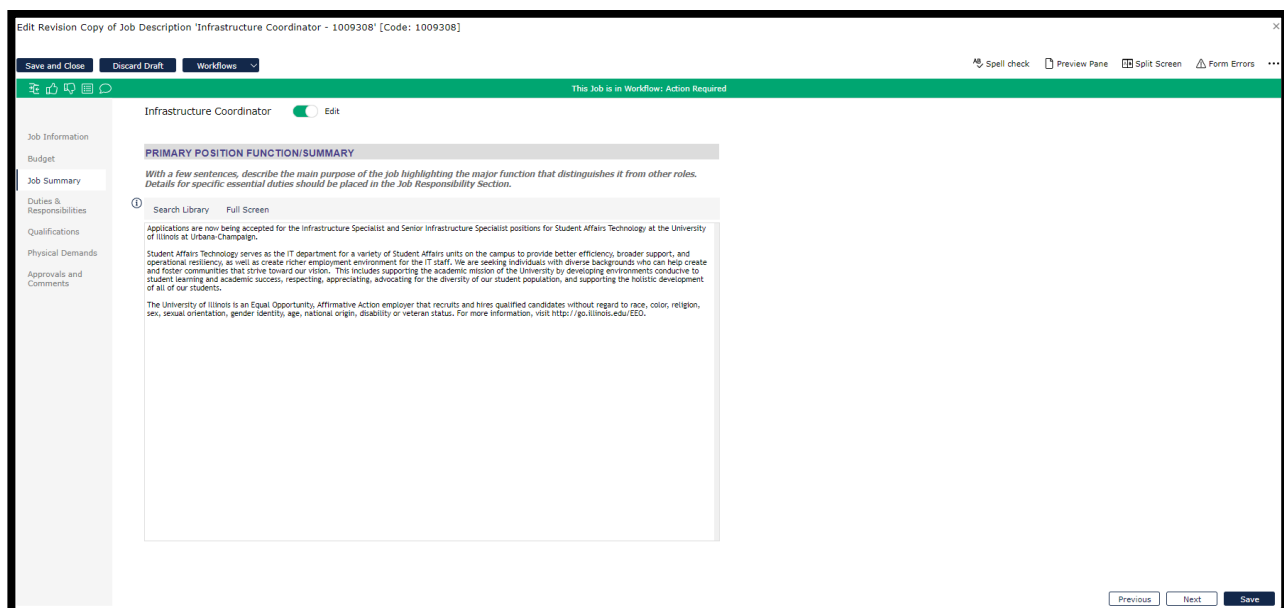 Edit Revision Copy of Job Description 'Infrastructure Coordinator - 1009308' [Code: 1009308]
Save and Close Discard Draft Workflows
Spell check Preview Pane Split Screen Form Errors
This Job is in Workflow: Action Required
Infrastructure Coordinator Edit
Job Information
Budget
Job Summary
Duties &
Responsibilities
Qualifications
Physical Demands
Approvals and
Comments
PRIMARY POSITION FUNCTION/SUMMARY
With a few sentences, describe the main purpose of the job highlighting the major function that distinguishes it from other roles.
Details for specific essential duties should be placed in the Job Responsibility Section.
Search Library Full Screen
Applications are now being accepted for the Infrastructure Specialist and Senior Infrastructure Specialist positions for Student Affairs Technology at the University
of Illinois at Urbana-Champaign.
Student Affairs Technology serves as the IT department for a variety of Student Affairs units on the campus to provide better efficiency, broader support, and
operational resiliency, as well as create richer employment environment for the IT staff. We are seeking individuals with diverse backgrounds who can help create
and foster communities that strive toward our vision. This includes supporting the academic mission of the University by developing environments conducive to
student learning and academic success, respecting, appreciating, advocating for the diversity of our student population, and supporting the holistic development
of all of our students.
The University of Illinois is an Equal Opportunity, Affirmative Action employer that recruits and hires qualified candidates without regard to race, color, religion,
sex, sexual orientation, gender identity, age, national origin, disability or veteran status. For more information, visit http://go.illinois.edu/EEO.
Previous Next Save